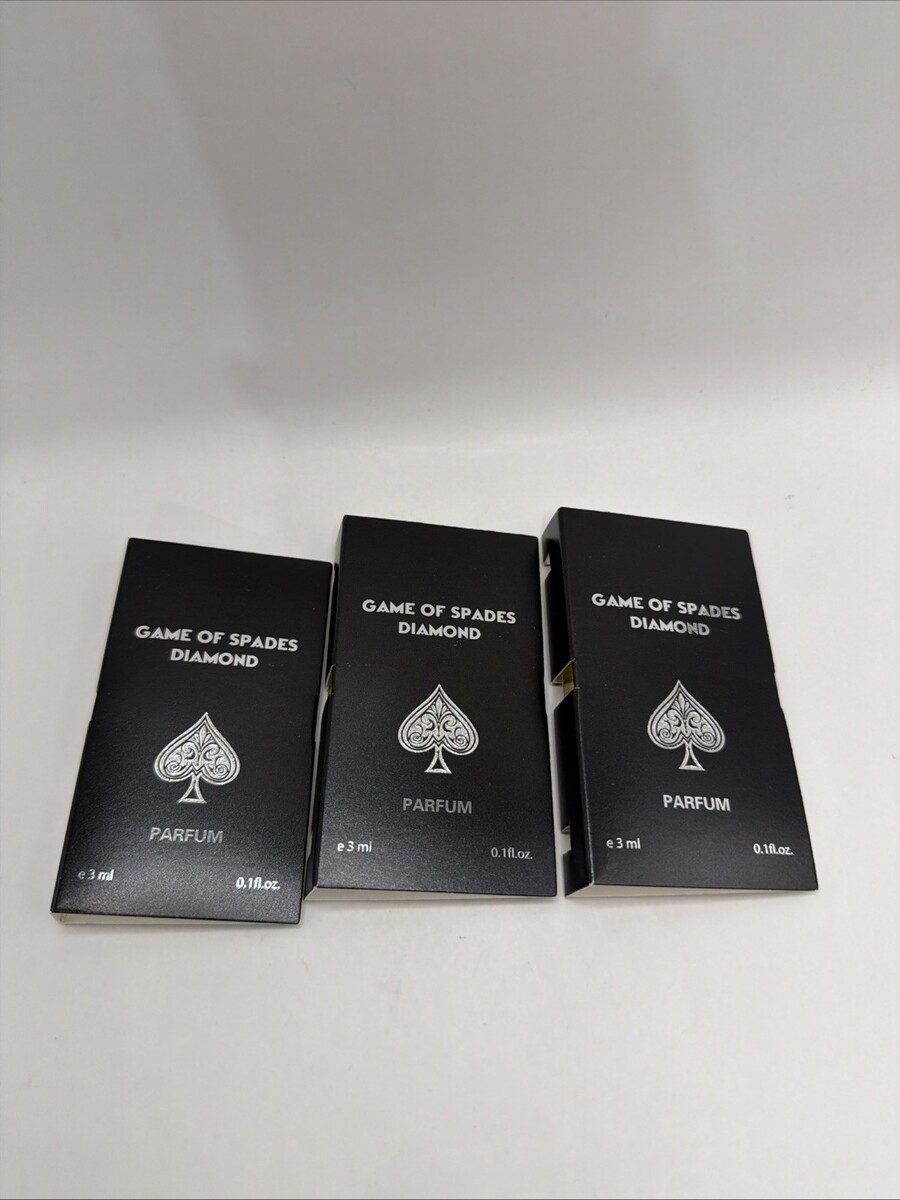 GAME OF SPADES
DIAMOND
PARFUM
e 3 ml
0.1fl.oz.
GAME OF SPADES
DIAMOND
PARFUM
e 3 ml
0.1fl.oz.
GAME OF SPADES
DIAMOND
PARFUM
e 3 ml
0.1fl.oz.